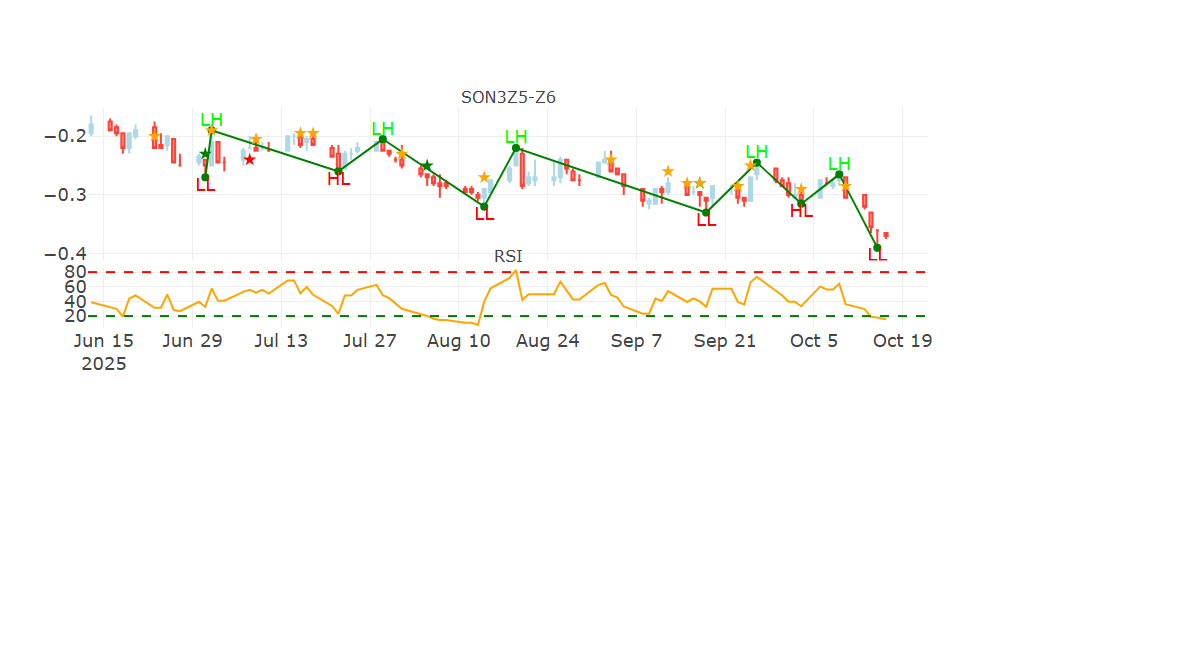 SON3Z5-Z6
−0.2
−0.3
−0.4
LH
LL
HL
LH
LL
LH
LL
LH
HL
LH
LL
RSI
80
60
40
20
Jun 15
2025
Jun 29
Jul 13
Jul 27
Aug 10
Aug 24
Sep 7
Sep 21
Oct 5
Oct 19